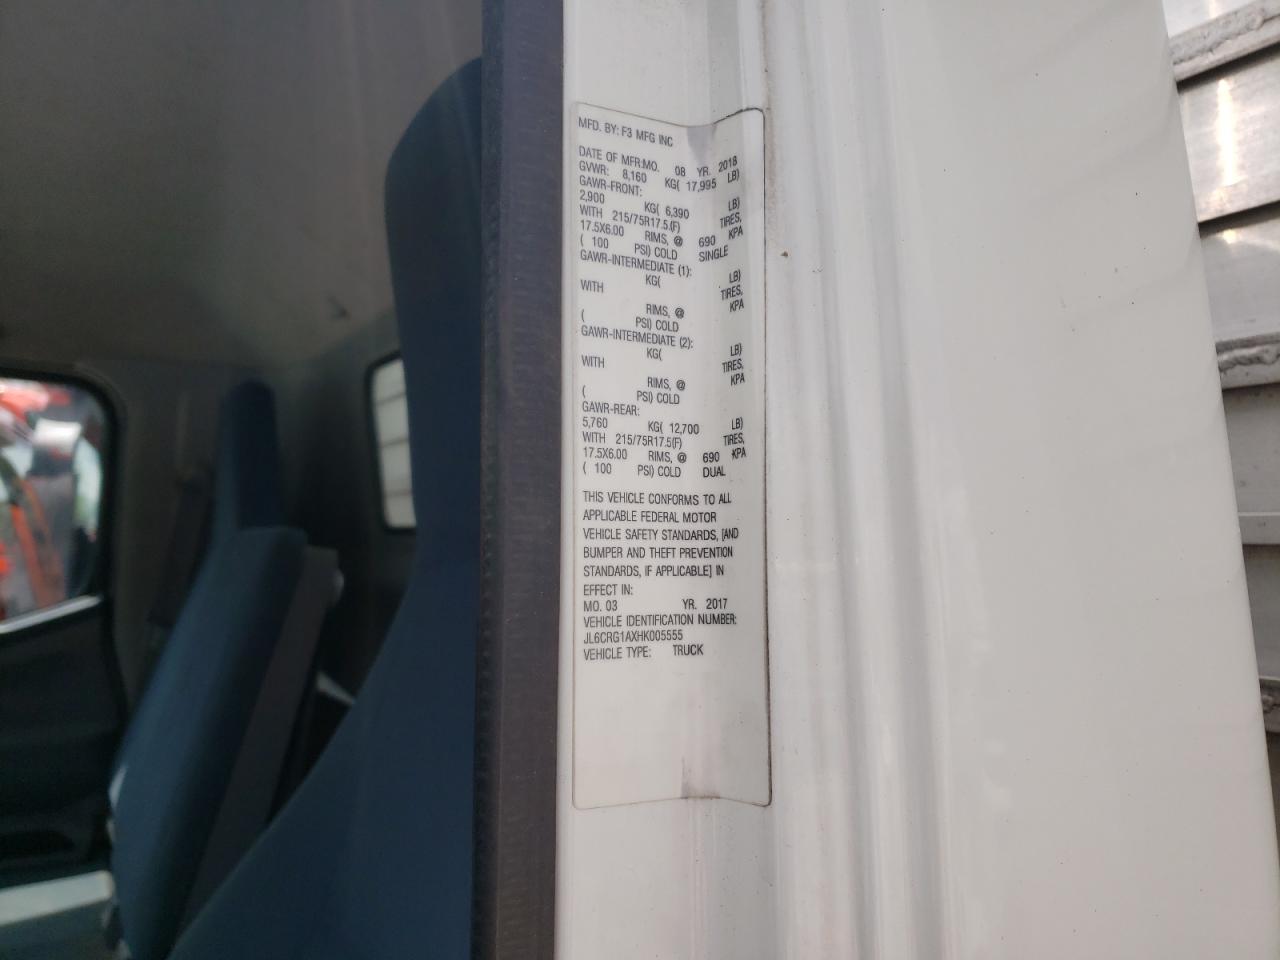 MFD. BY: F3 MFG INC
DATE OF MFR:MO. 08 YR. 2018
GVWR: 8,160 KG( 17,995 LB)
GAWR-FRONT:
2,900 KG( 6,390 LB)
WITH 215/75R17.5.(F) TIRES,
17.5X6.00 RIMS, @ 690 KPA
( 100 PSI) COLD SINGLE
GAWR-INTERMEDIATE (1):
KG( LB)
WITH TIRES,
RIMS, @ KPA
( PSI) COLD
GAWR-INTERMEDIATE (2):
KG( LB)
WITH TIRES,
RIMS, @ KPA
( PSI) COLD
GAWR-REAR:
5,760 KG( 12,700 LB)
WITH 215/75R17.5(F) TIRES,
17.5X6.00 RIMS, @ 690 KPA
( 100 PSI) COLD DUAL
THIS VEHICLE CONFORMS TO ALL
APPLICABLE FEDERAL MOTOR
VEHICLE SAFETY STANDARDS, [AND
BUMPER AND THEFT PREVENTION
STANDARDS, IF APPLICABLE] IN
EFFECT IN:
MO. 03 YR. 2017
VEHICLE IDENTIFICATION NUMBER:
JL6CRG1AXHK005555
VEHICLE TYPE: TRUCK